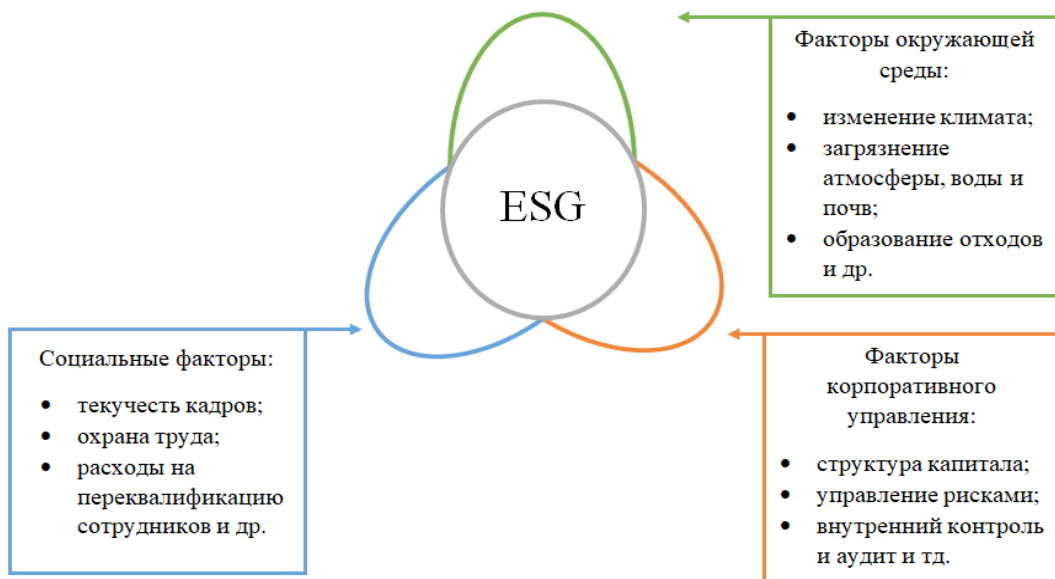 ESG
Факторы окружающей
среды:
• изменение климата;
• загрязнение
атмосферы, воды и
почв;
• образование отходов
и др.
Социальные факторы:
• текучесть кадров;
• охрана труда;
• расходы на
переквалификацию
сотрудников и др.
Факторы
корпоративного
управления:
• структура капитала;
• управление рисками;
• внутренний контроль
и аудит и тд.